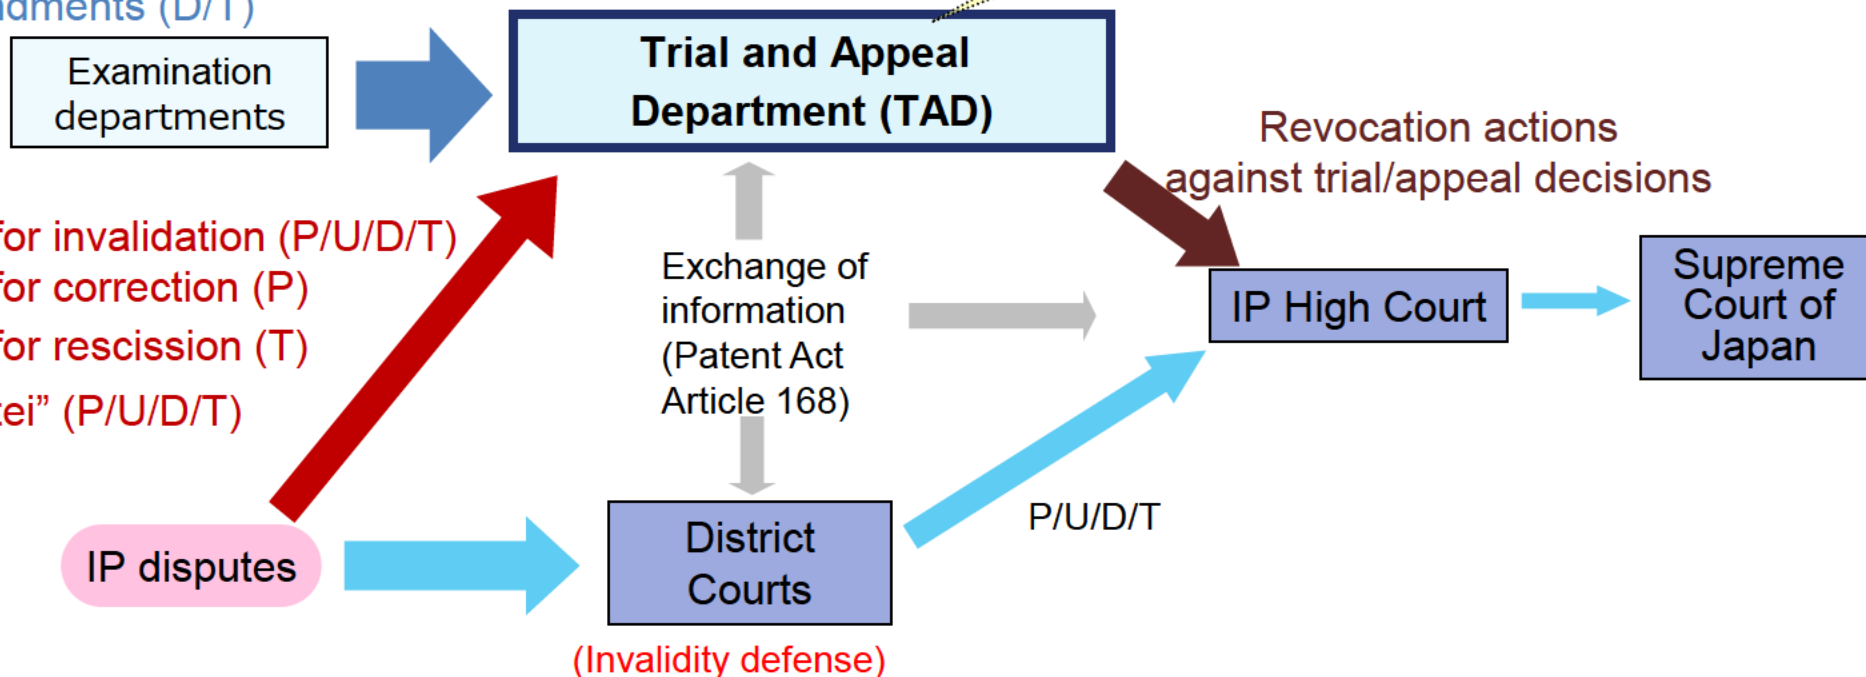 (D/T)
Examination
departments
Trial and Appeal
Department (TAD)
Revocation actions
against trial/appeal decisions
for invalidation (P/U/D/T)
for correction (P)
for rescission (T)
tei” (P/U/D/T)
Exchange of
information
(Patent Act
Article 168)
IP High Court
Supreme
Court of
Japan
P/U/D/T
IP disputes
District
Courts
(Invalidity defense)